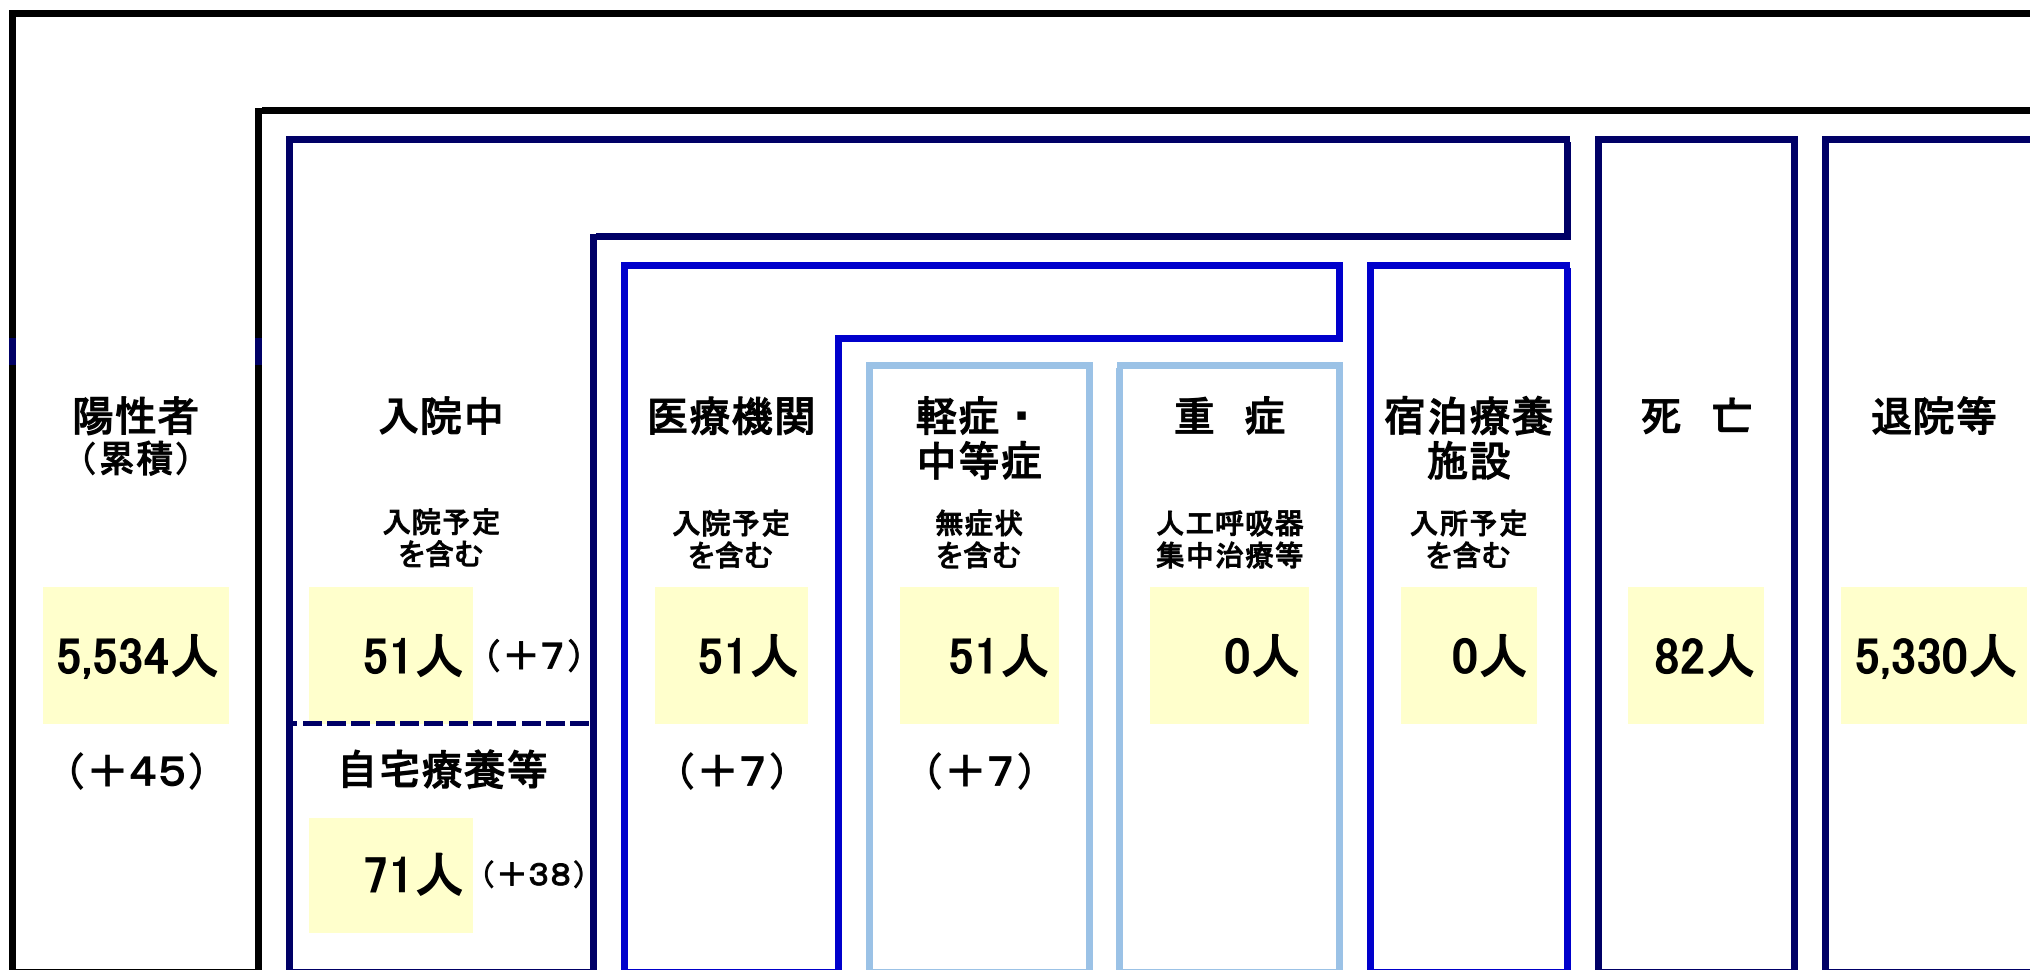 陽性者
（累積）
5,534人
（＋45）
入院中
入院予定
を含む
51人（＋7）
自宅療養等
71人（＋38）
医療機関
入院予定
を含む
51人
（＋7）
軽症・
中等症
無症状
を含む
51人
（＋7）
重　症
人工呼吸器
集中治療等
0人
宿泊療養
施設
入所予定
を含む
0人
死　亡
82人
退院等
5,330人